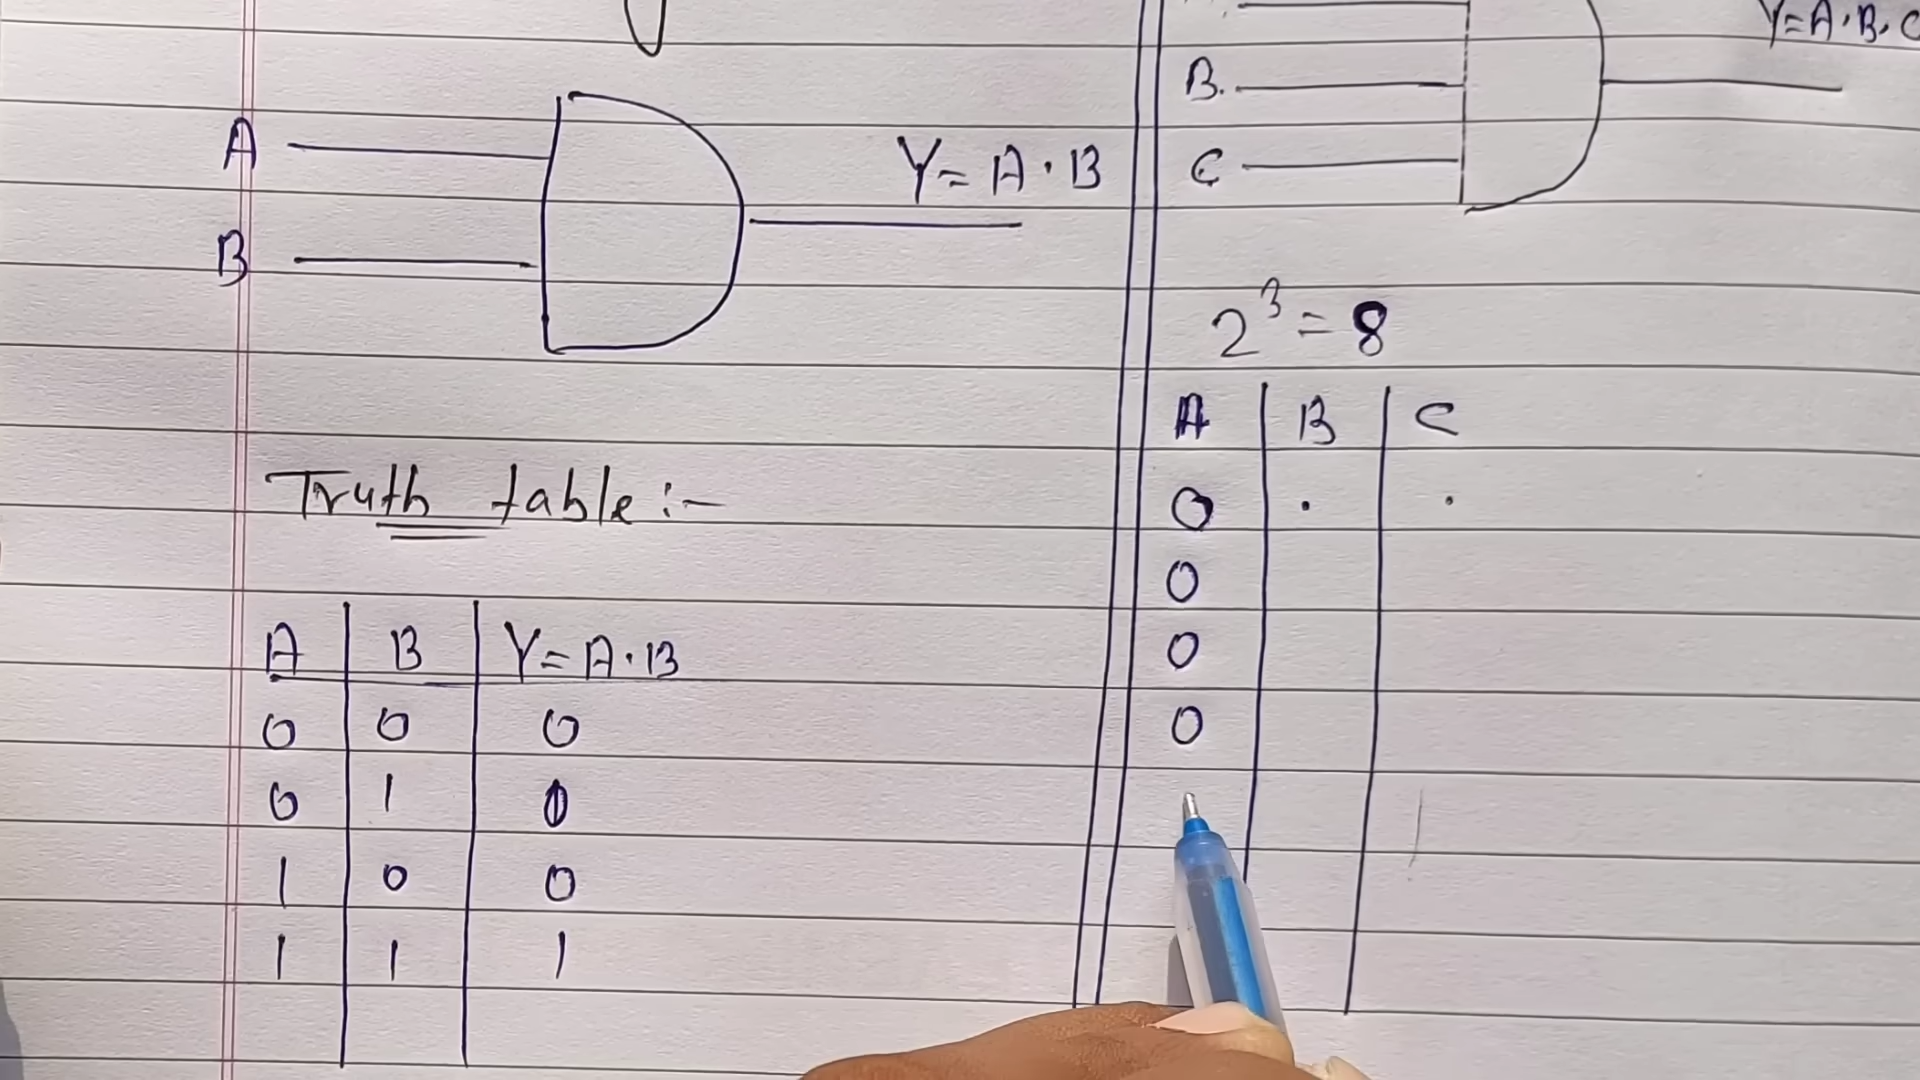 A
B
Y=A·B
Truth table:-
A B Y=A·B
0 0 0
0 1 0
1 0 0
1 1 1
Y=A·B·C
B.
C
2³=8
A B C
0 · ·
0
0
0